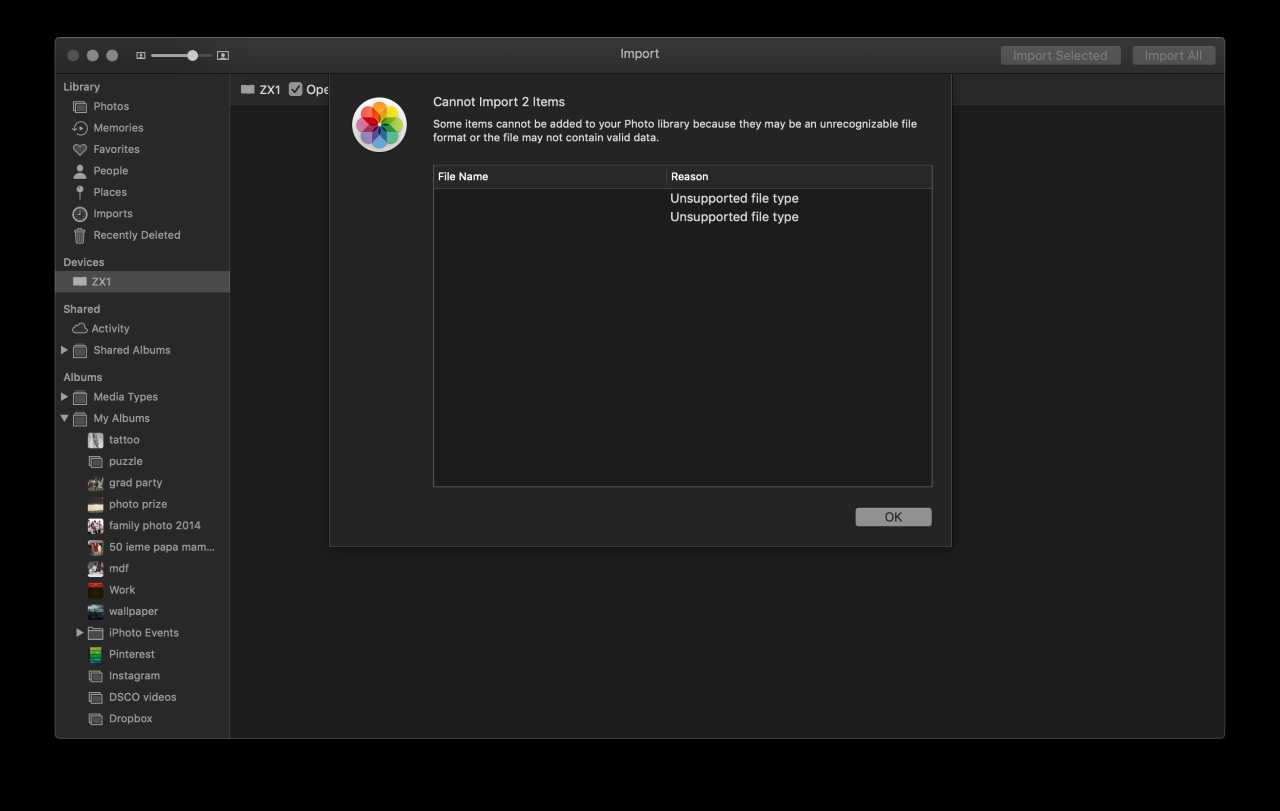 Import
Import Selected
Import All
Library
Photos
Memories
Favorites
People
Places
Imports
Recently Deleted
Devices
ZX1
Shared
Activity
Shared Albums
Albums
Media Types
My Albums
tattoo
puzzle
grad party
photo prize
family photo 2014
50 ieme papa mam...
mdf
Work
wallpaper
iPhoto Events
Pinterest
Instagram
DSCO videos
Dropbox
ZX1 Ope
Cannot Import 2 Items
Some items cannot be added to your Photo library because they may be an unrecognizable file
format or the file may not contain valid data.
File Name Reason
Unsupported file type
Unsupported file type
OK